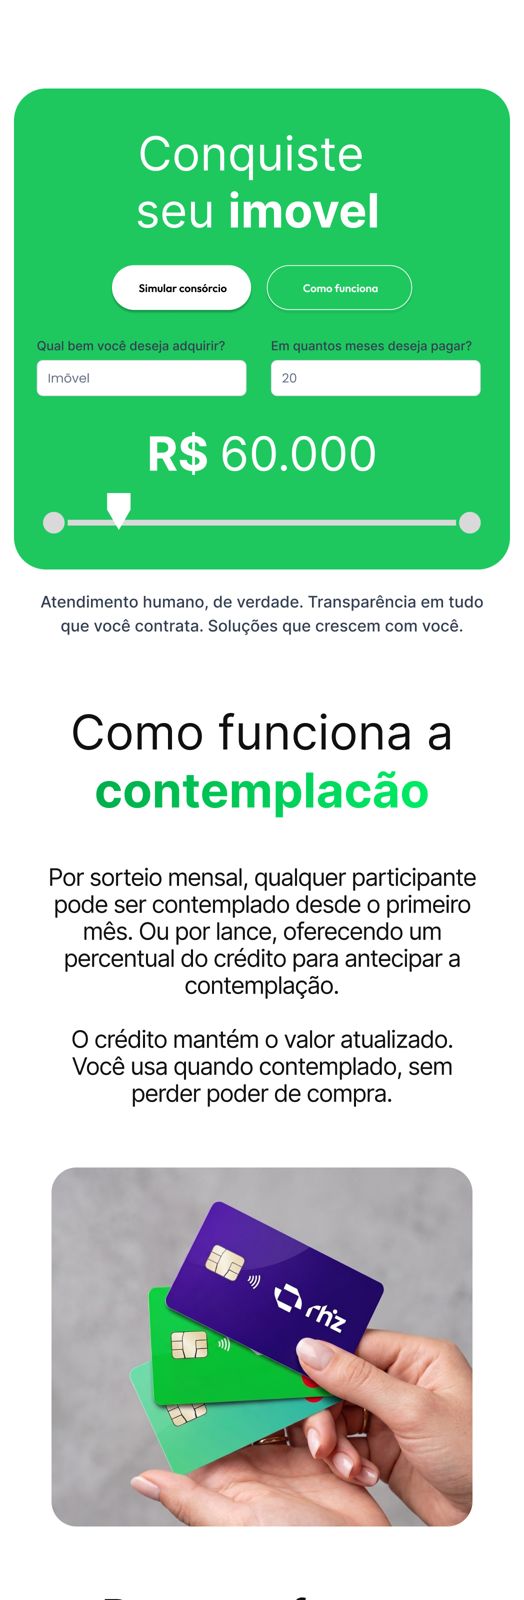 Conquiste
seu imovel
Simular consórcio
Como funciona
Qual bem você deseja adquirir?
Em quantos meses deseja pagar?
Imõvel
20
R$ 60.000
Atendimento humano, de verdade. Transparência em tudo
que você contrata. Soluções que crescem com você.
Como funciona a
contemplacão
Por sorteio mensal, qualquer participante
pode ser contemplado desde o primeiro
mês. Ou por lance, oferecendo um
percentual do crédito para antecipar a
contemplação.
O crédito mantém o valor atualizado.
Você usa quando contemplado, sem
perder poder de compra.
rhz